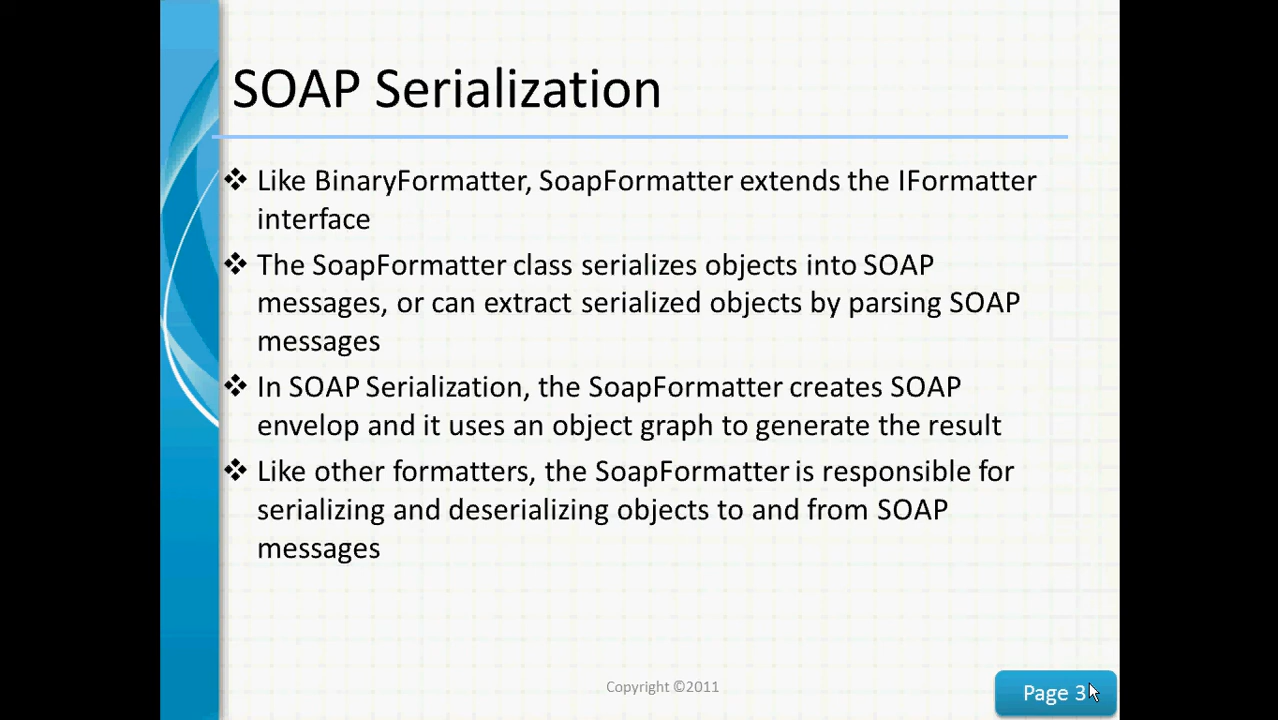 SOAP Serialization
❖ Like BinaryFormatter, SoapFormatter extends the IFormatter
interface
❖ The SoapFormatter class serializes objects into SOAP
messages, or can extract serialized objects by parsing SOAP
messages
❖ In SOAP Serialization, the SoapFormatter creates SOAP
envelop and it uses an object graph to generate the result
❖ Like other formatters, the SoapFormatter is responsible for
serializing and deserializing objects to and from SOAP
messages
Copyright ©2011
Page 3